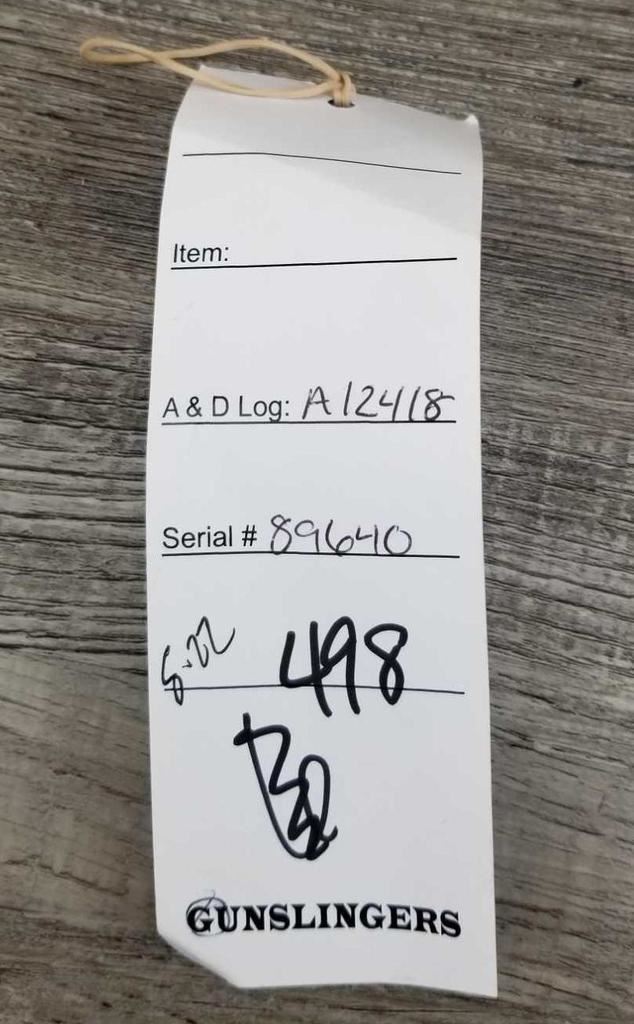 Item:
A & D Log: A12418
Serial # 89640
498
GUNSLINGERS